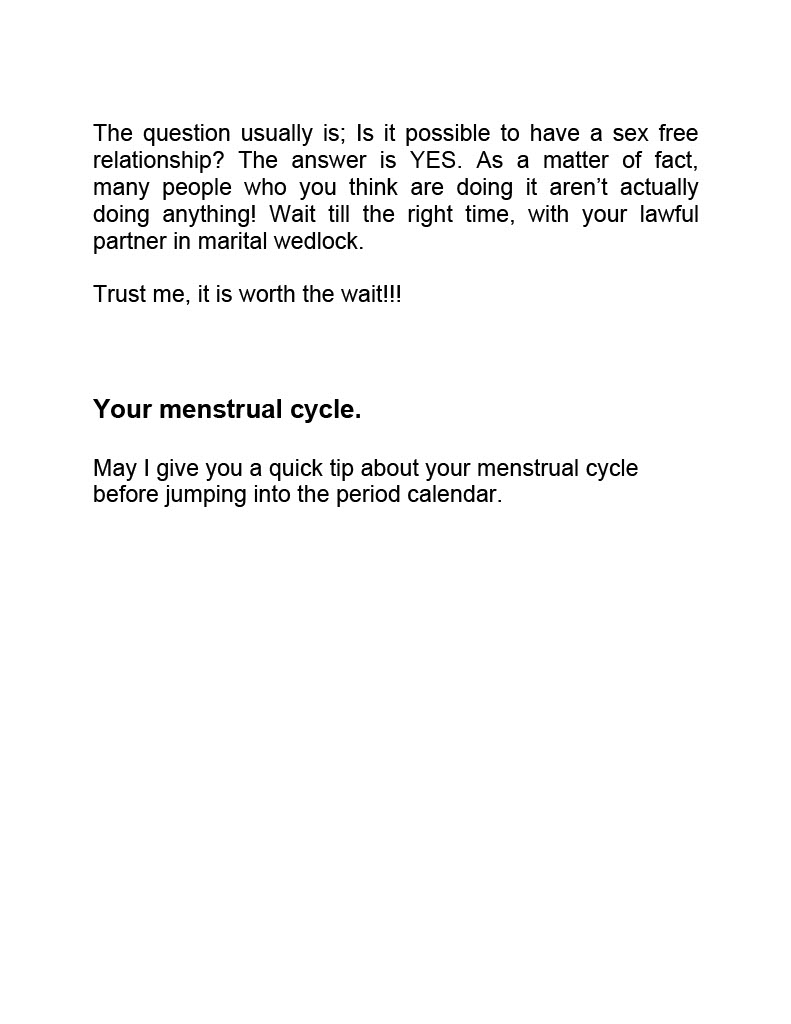 The question usually is; Is it possible to have a sex free
relationship? The answer is YES. As a matter of fact,
many people who you think are doing it aren’t actually
doing anything! Wait till the right time, with your lawful
partner in marital wedlock.
Trust me, it is worth the wait!!!
Your menstrual cycle.
May I give you a quick tip about your menstrual cycle
before jumping into the period calendar.